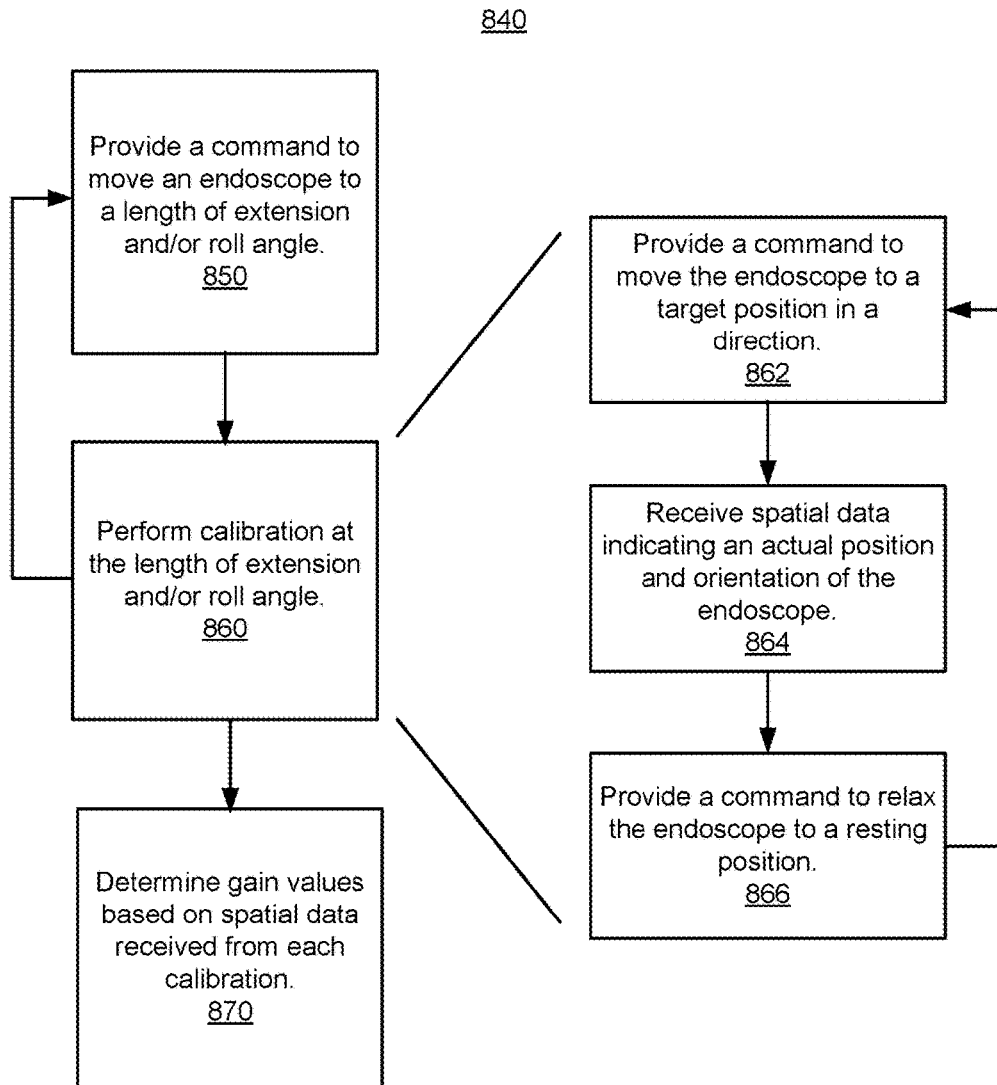 840
Provide a command to
move an endoscope to
a length of extension
and/or roll angle.
850
Perform calibration at
the length of extension
and/or roll angle.
860
Determine gain values
based on spatial data
received from each
calibration.
870
Provide a command to
move the endoscope to a
target position in a
direction.
862
Receive spatial data
indicating an actual position
and orientation of the
endoscope.
864
Provide a command to relax
the endoscope to a resting
position.
866